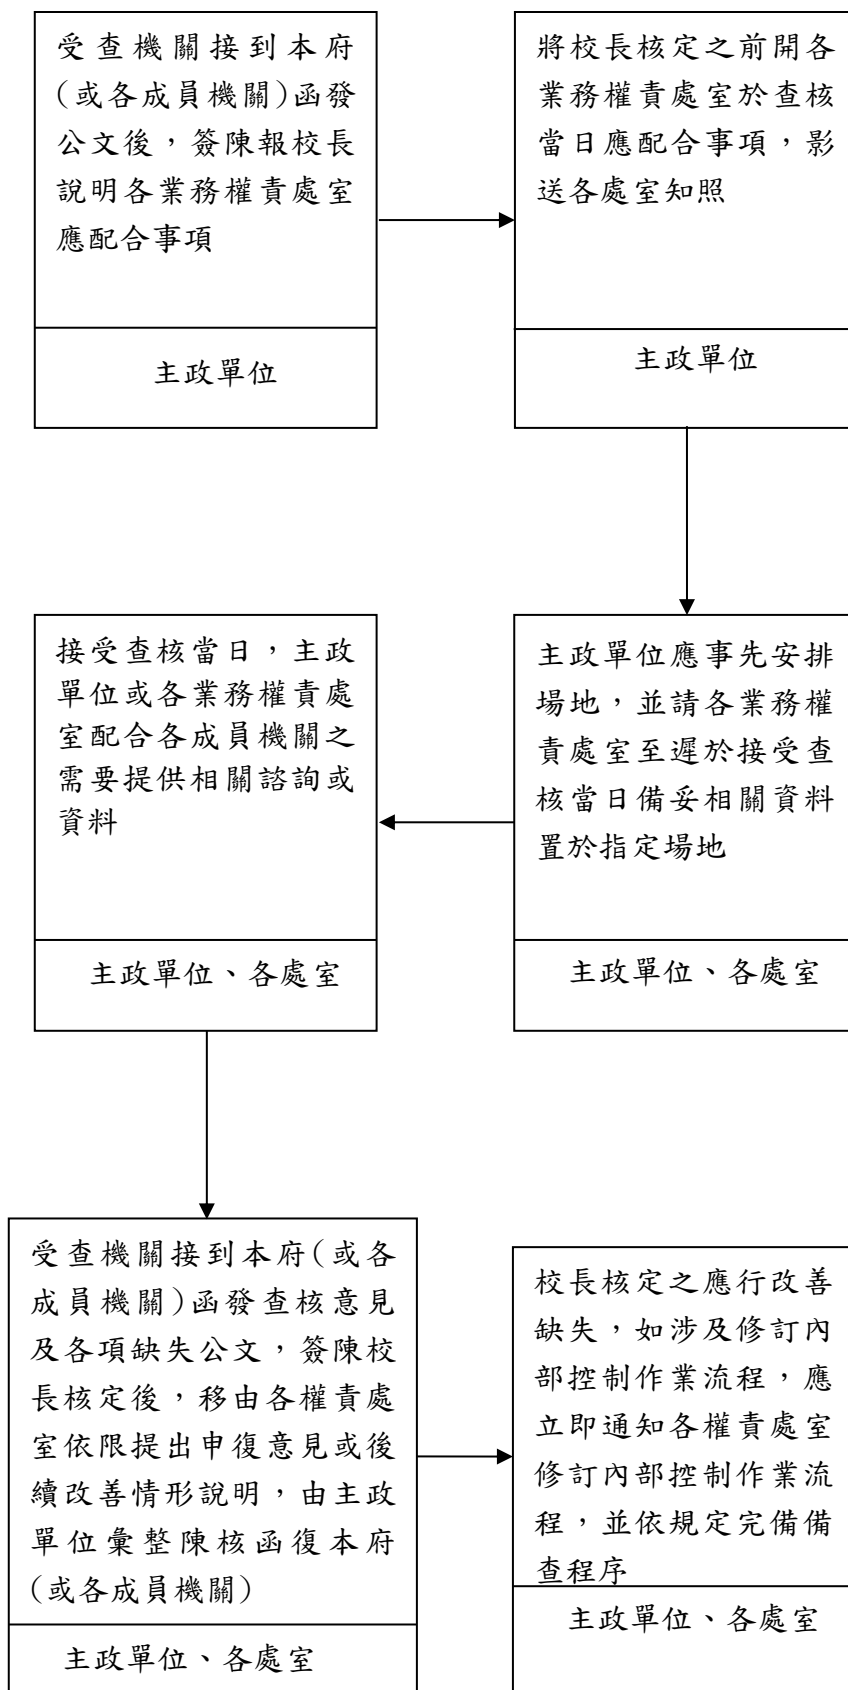 受查機關接到本府
(或各成員機關)函發
公文後，簽陳報校長
說明各業務權責處室
應配合事項
主政單位
將校長核定之前開各
業務權責處室於查核
當日應配合事項，影
送各處室知照
主政單位
主政單位應事先安排
場地，並請各業務權
責處室至遲於接受查
核當日備妥相關資料
置於指定場地
主政單位、各處室
接受查核當日，主政
單位或各業務權責處
室配合各成員機關之
需要提供相關諮詢或
資料
主政單位、各處室
受查機關接到本府(或各
成員機關)函發查核意見
及各項缺失公文，簽陳校
長核定後，移由各權責處
室依限提出申復意見或後
續改善情形說明，由主政
單位彙整陳核函復本府
(或各成員機關)
主政單位、各處室
校長核定之應行改善
缺失，如涉及修訂內
部控制作業流程，應
立即通知各權責處室
修訂內部控制作業流
程，並依規定完備備
查程序
主政單位、各處室